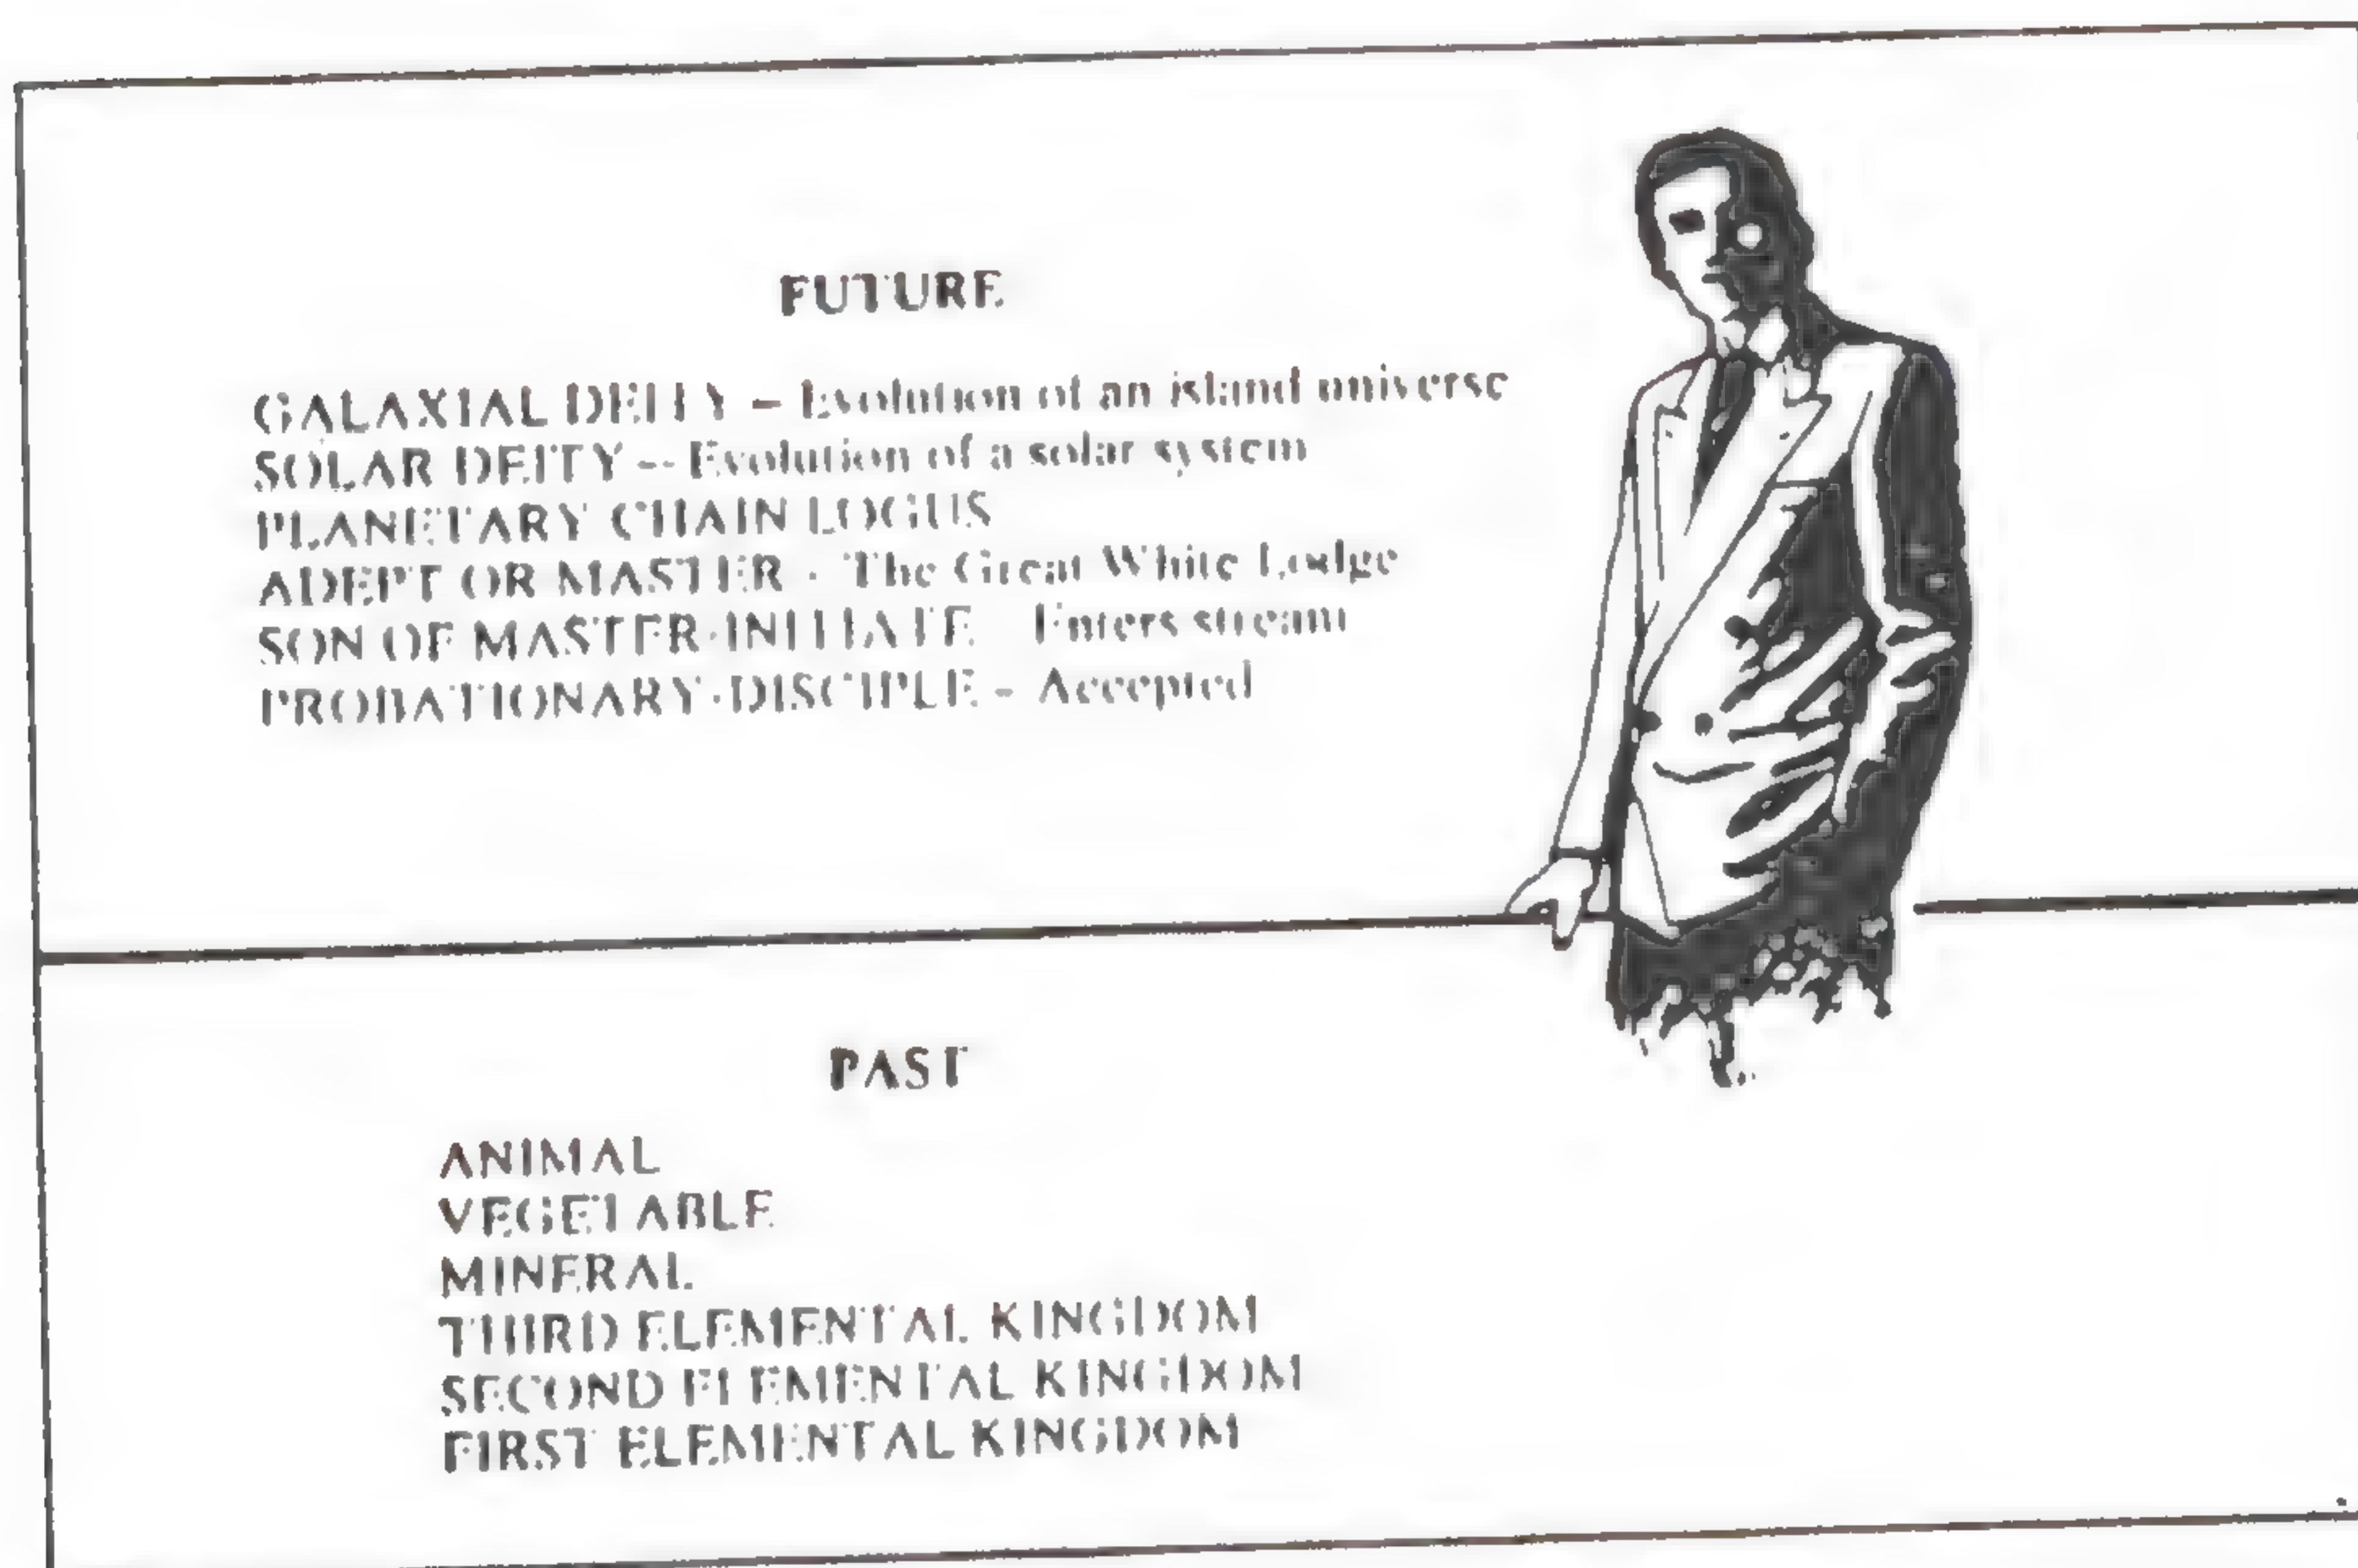 FUTURE
GALAXIAL DEITY – Evolution of an island universe
SOLAR DEITY -- Evolution of a solar system
PLANETARY CHAIN LOGUS
ADEPT OR MASTER - The Great White Lodge
SON OF MASTER-INITIATE Enters stream
PROBATIONARY-DISCIPLE - Accepted
PAST
ANIMAL
VEGETABLE
MINERAL
THIRD ELEMENTAL KINGDOM
SECOND ELEMENTAL KINGDOM
FIRST ELEMENTAL KINGDOM